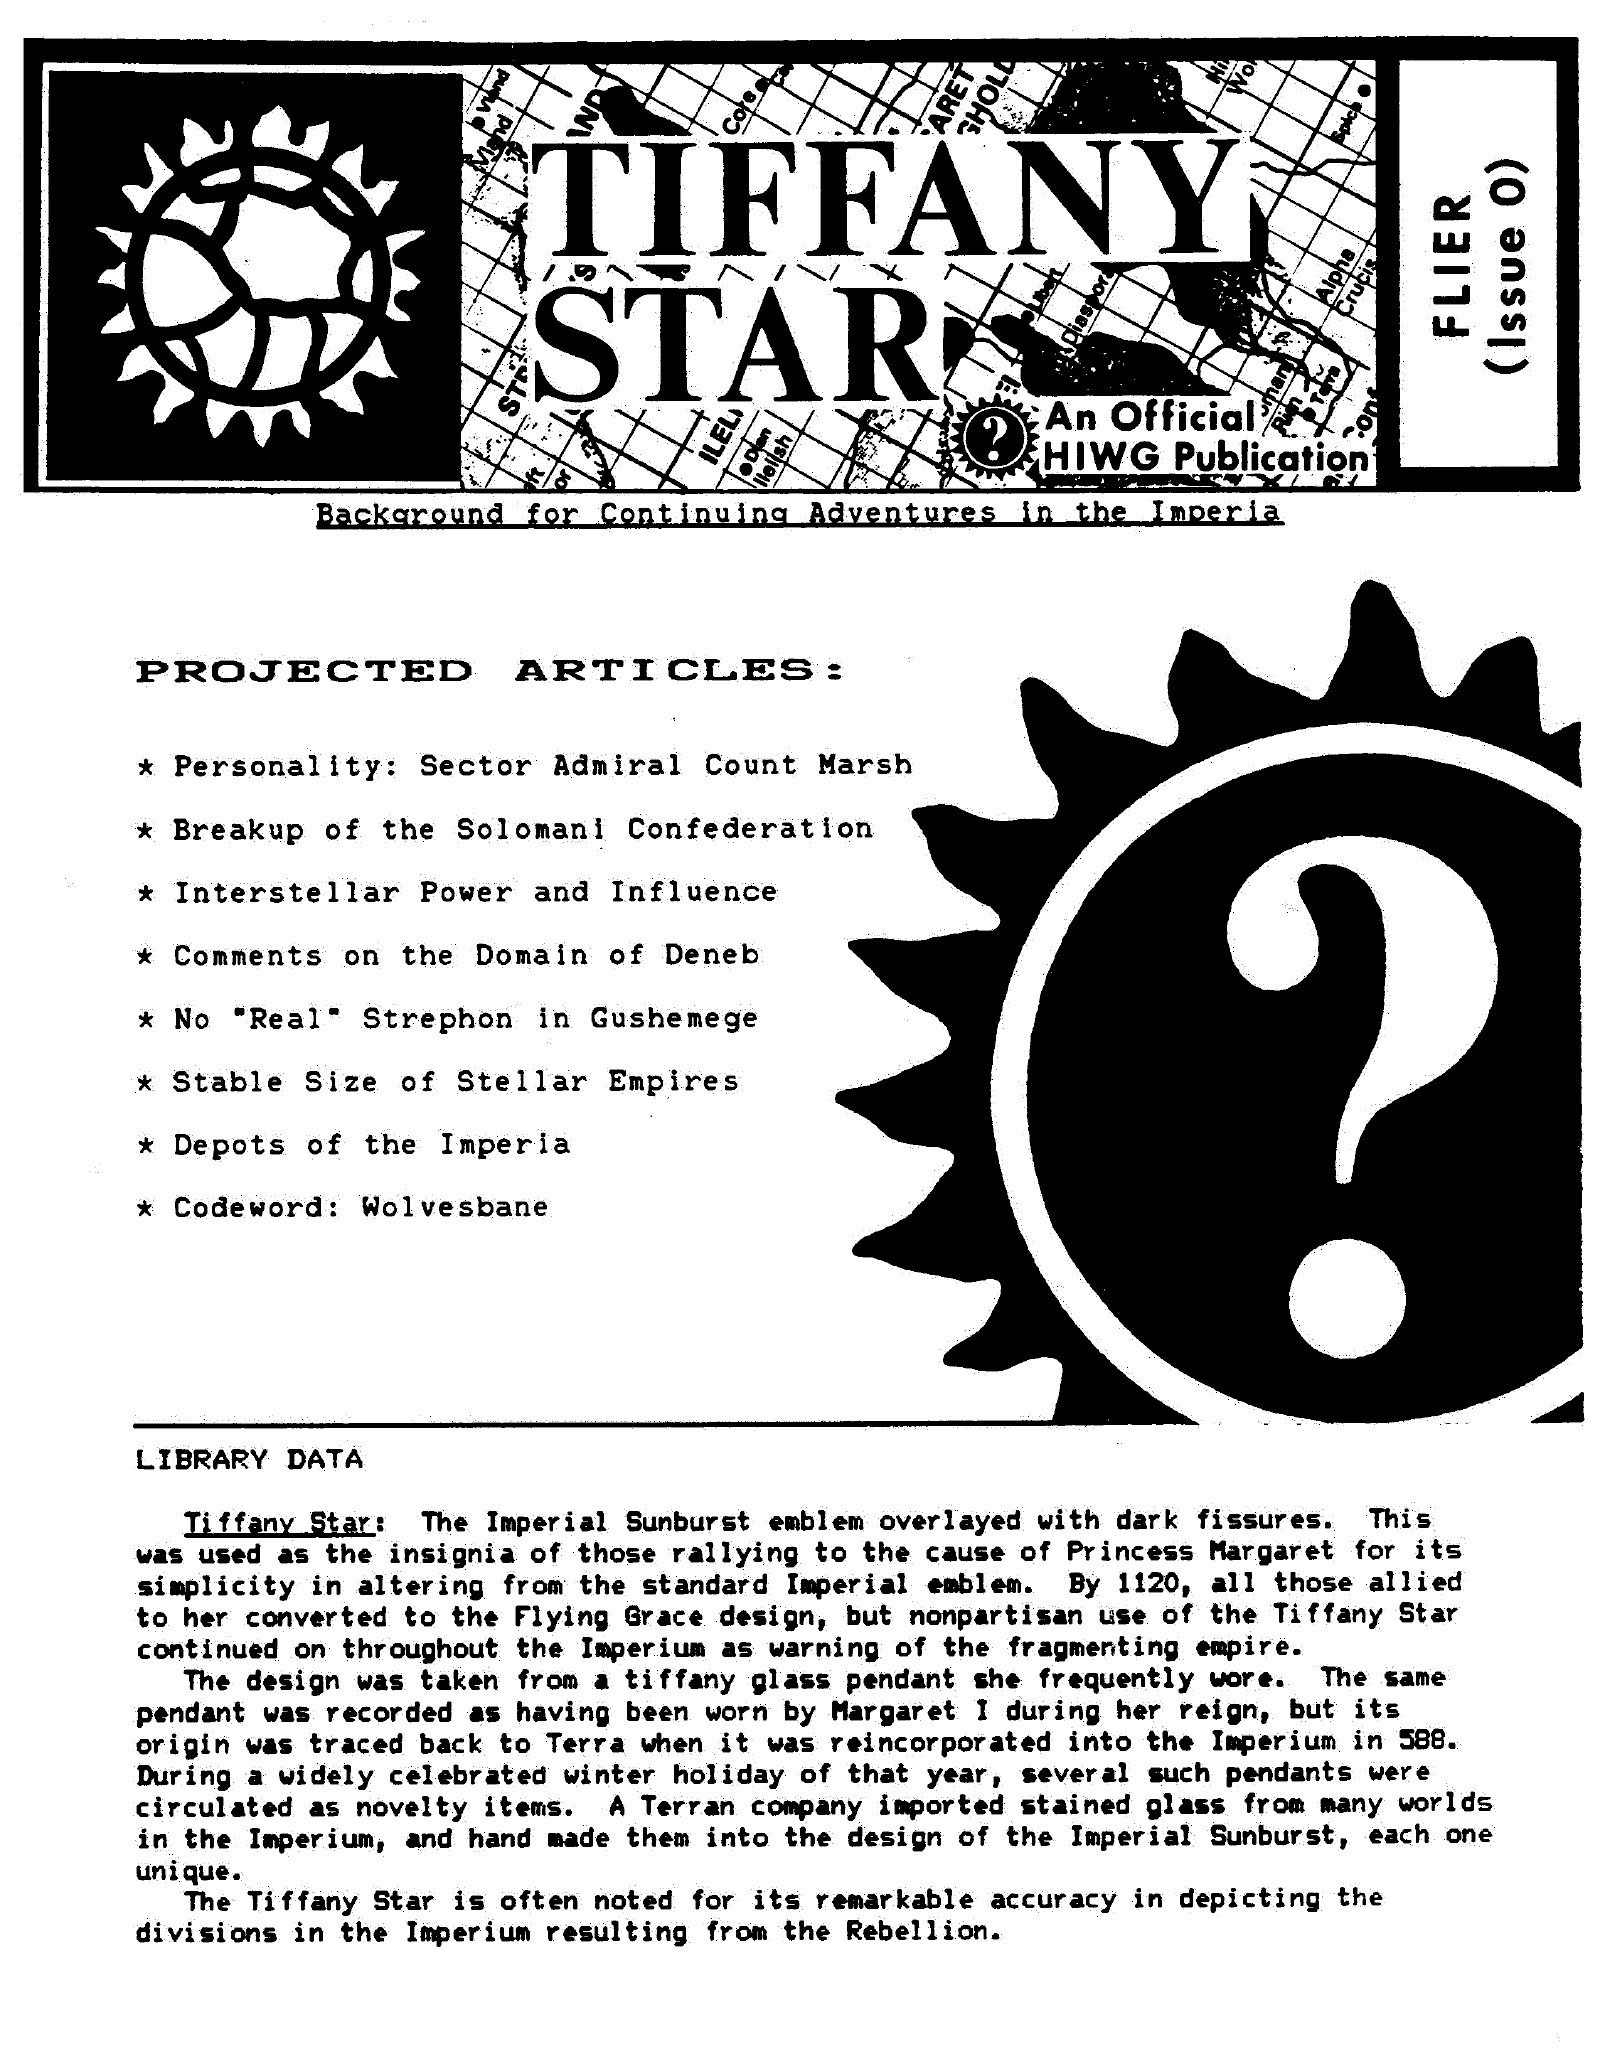 TIFFANY
STAR
An Official
HIWG Publication
FLIER
(Issue 0)
Vland
Vland
Core
Spica
Alpha
Crucis
Diaspora
Terra
Dlan
Ilelish
Background for Continuing Adventures in the Imperia
PROJECTED ARTICLES:
* Personality: Sector Admiral Count Marsh
* Breakup of the Solomani Confederation
* Interstellar Power and Influence
* Comments on the Domain of Deneb
* No "Real" Strephon in Gushemege
* Stable Size of Stellar Empires
* Depots of the Imperia
* Codeword: Wolvesbane
?
LIBRARY DATA
Tiffany Star: The Imperial Sunburst emblem overlayed with dark fissures. This
was used as the insignia of those rallying to the cause of Princess Margaret for its
simplicity in altering from the standard Imperial emblem. By 1120, all those allied
to her converted to the Flying Grace design, but nonpartisan use of the Tiffany Star
continued on throughout the Imperium as warning of the fragmenting empire.
The design was taken from a tiffany glass pendant she frequently wore. The same
pendant was recorded as having been worn by Margaret I during her reign, but its
origin was traced back to Terra when it was reincorporated into the Imperium in 588.
During a widely celebrated winter holiday of that year, several such pendants were
circulated as novelty items. A Terran company imported stained glass from many worlds
in the Imperium, and hand made them into the design of the Imperial Sunburst, each one
unique.
The Tiffany Star is often noted for its remarkable accuracy in depicting the
divisions in the Imperium resulting from the Rebellion.